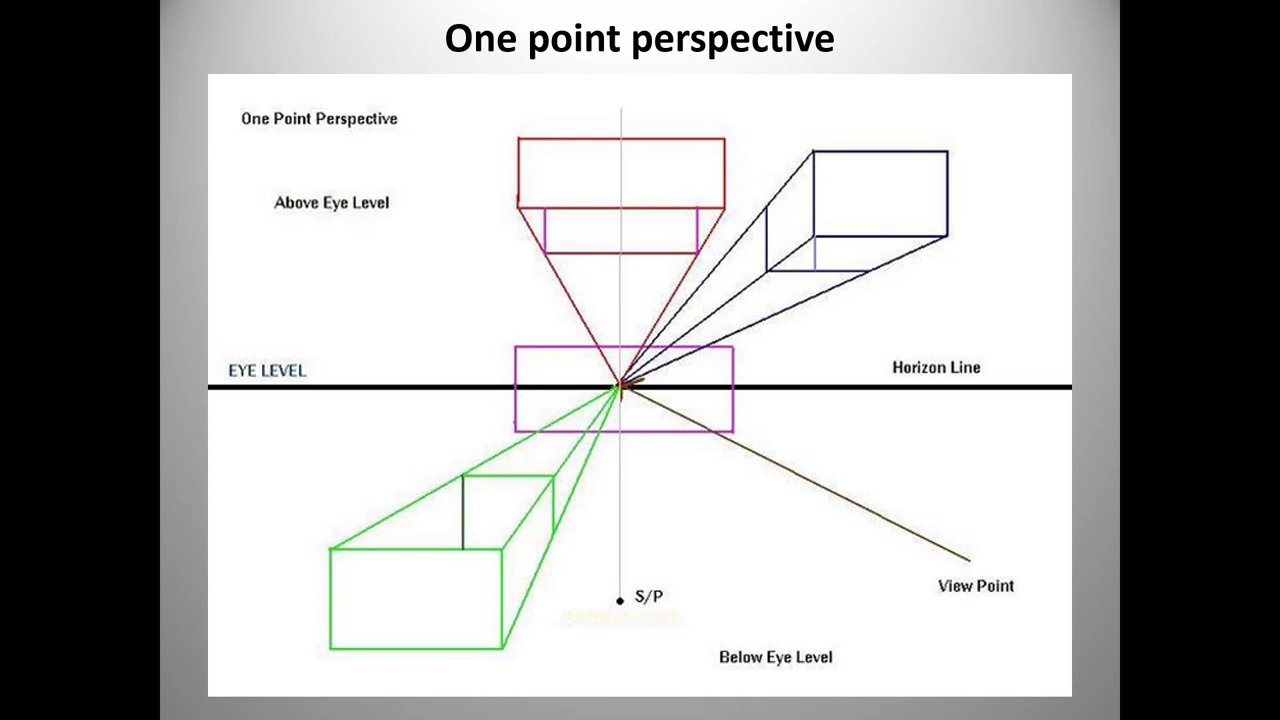 One point perspective
One Point Perspective
Above Eye Level
EYE LEVEL
Horizon Line
View Point
S/P
Below Eye Level